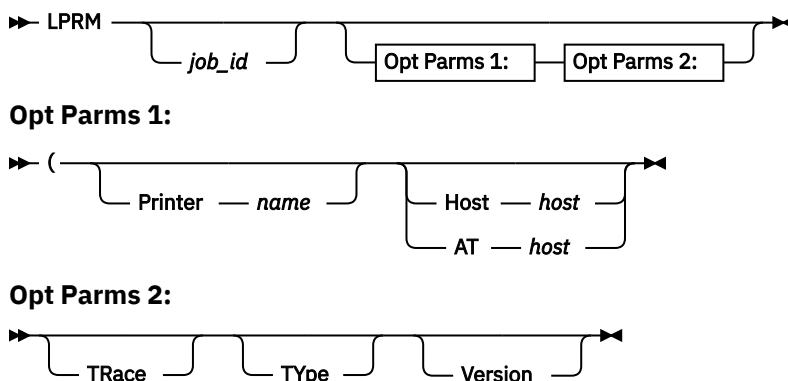 LPRM
job_id
Opt Parms 1: Opt Parms 2:
Opt Parms 1:
(
Printer name Host host
AT host
Opt Parms 2:
TRace TYpe Version